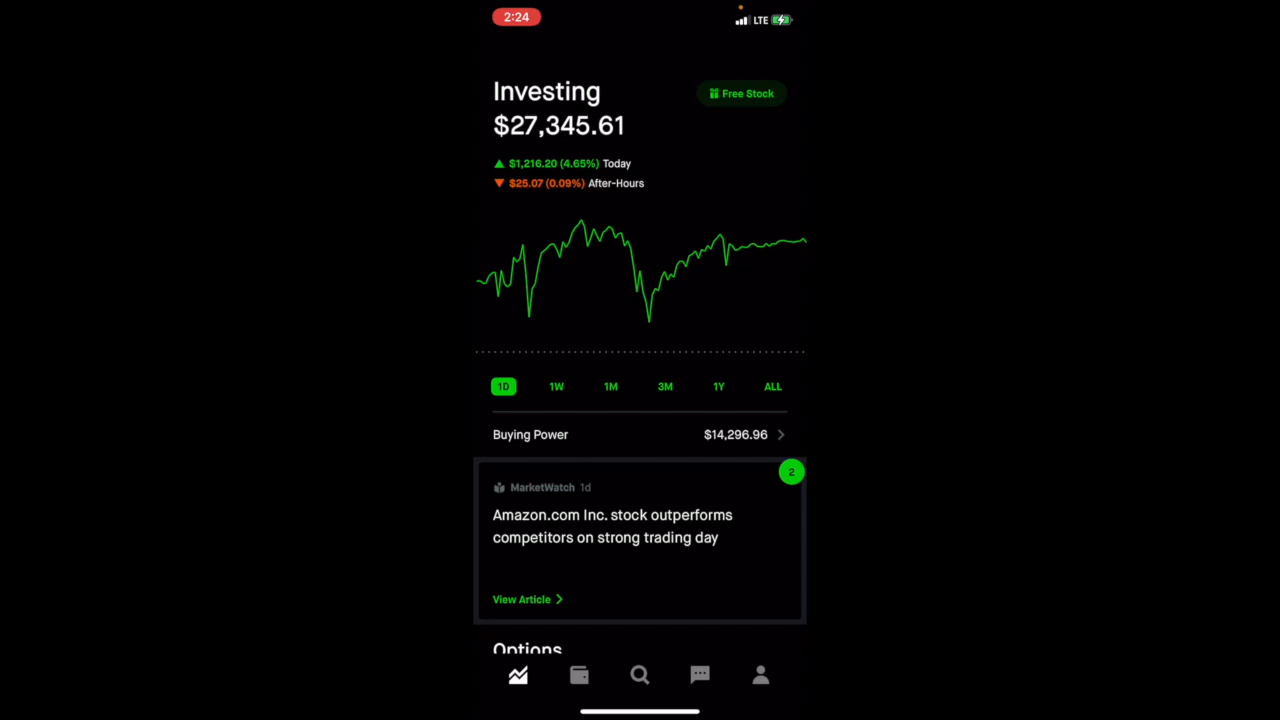 2:24
LTE
Investing
Free Stock
$27,345.61
$1,216.20 (4.65%) Today
$25.07 (0.09%) After-Hours
1D 1W 1M 3M 1Y ALL
Buying Power $14,296.96
2
MarketWatch 1d
Amazon.com Inc. stock outperforms
competitors on strong trading day
View Article
Options